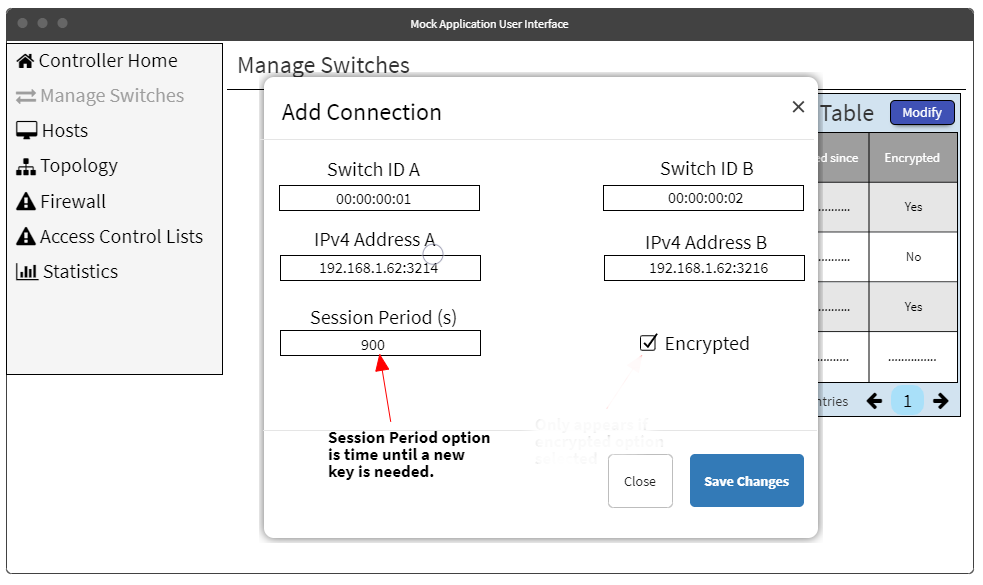 Mock Application User Interface
Controller Home
Manage Switches
Hosts
Topology
Firewall
Access Control Lists
Statistics
Manage Switches
Table
Modify
d since
Encrypted
..........
Yes
..........
No
..........
Yes
..........
...............
ntries
1
Add Connection
×
Switch ID A
00:00:00:01
Switch ID B
00:00:00:02
IPv4 Address A
192.168.1.62:3214
IPv4 Address B
192.168.1.62:3216
Session Period (s)
900
Encrypted
Session Period option
is time until a new
key is needed.
Only appears if
encrypted option
selected
Close
Save Changes